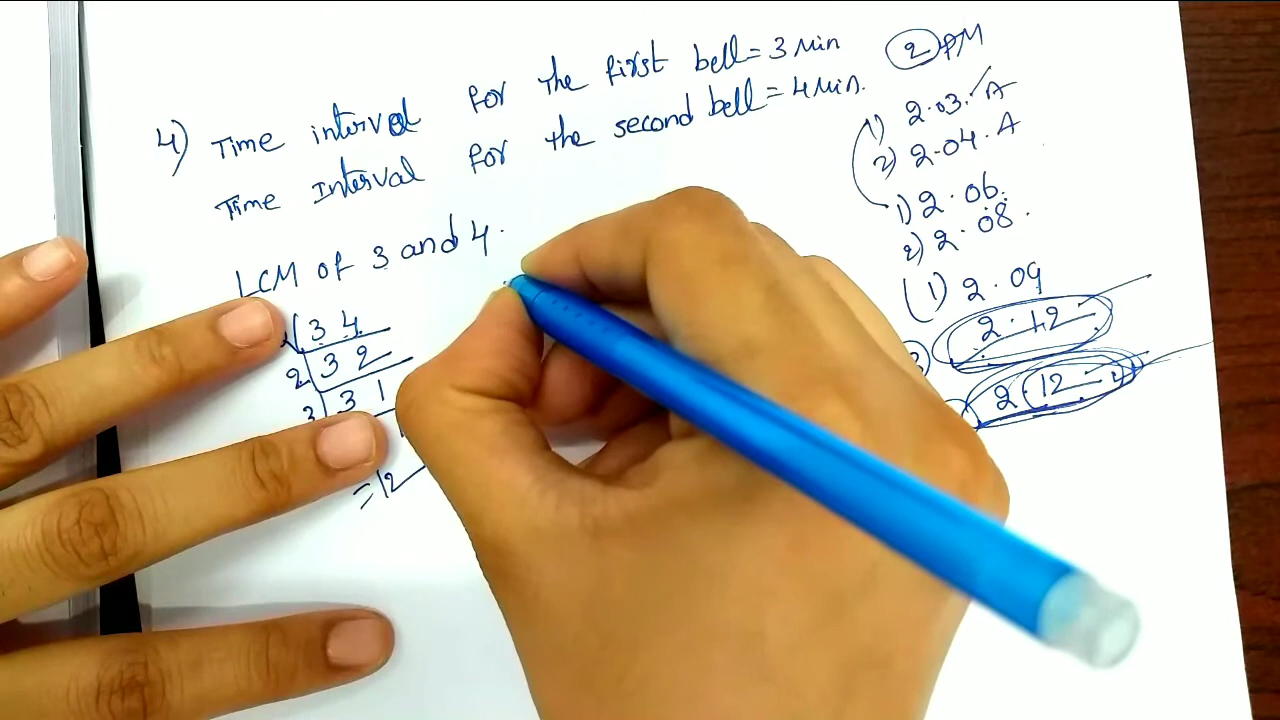 4) Time interval for the first bell = 3 Min
Time Interval for the second bell = 4 Min.
LCM of 3 and 4.
2 3 4
2 3 2
3 3 1
1
= 12
2 PM
1) 2.03. A
2) 2.04. A
1) 2.06.
2) 2.08.
(1) 2.09
2.12
2 12